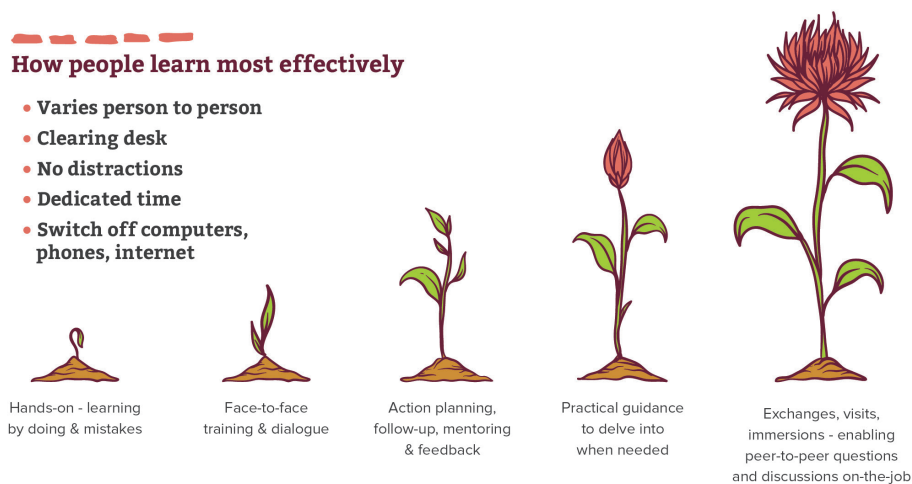 How people learn most effectively
• Varies person to person
• Clearing desk
• No distractions
• Dedicated time
• Switch off computers,
phones, internet
Hands-on - learning
by doing & mistakes
Face-to-face
training & dialogue
Action planning,
follow-up, mentoring
& feedback
Practical guidance
to delve into
when needed
Exchanges, visits,
immersions - enabling
peer-to-peer questions
and discussions on-the-job